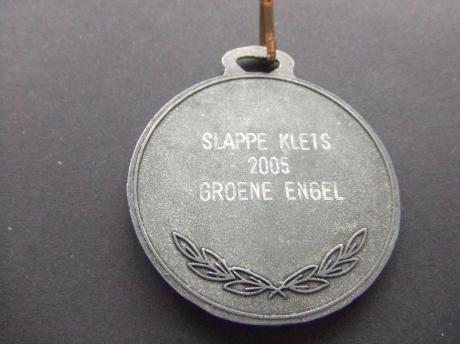 SLAPPE KLETS
2005
GROENE ENGEL